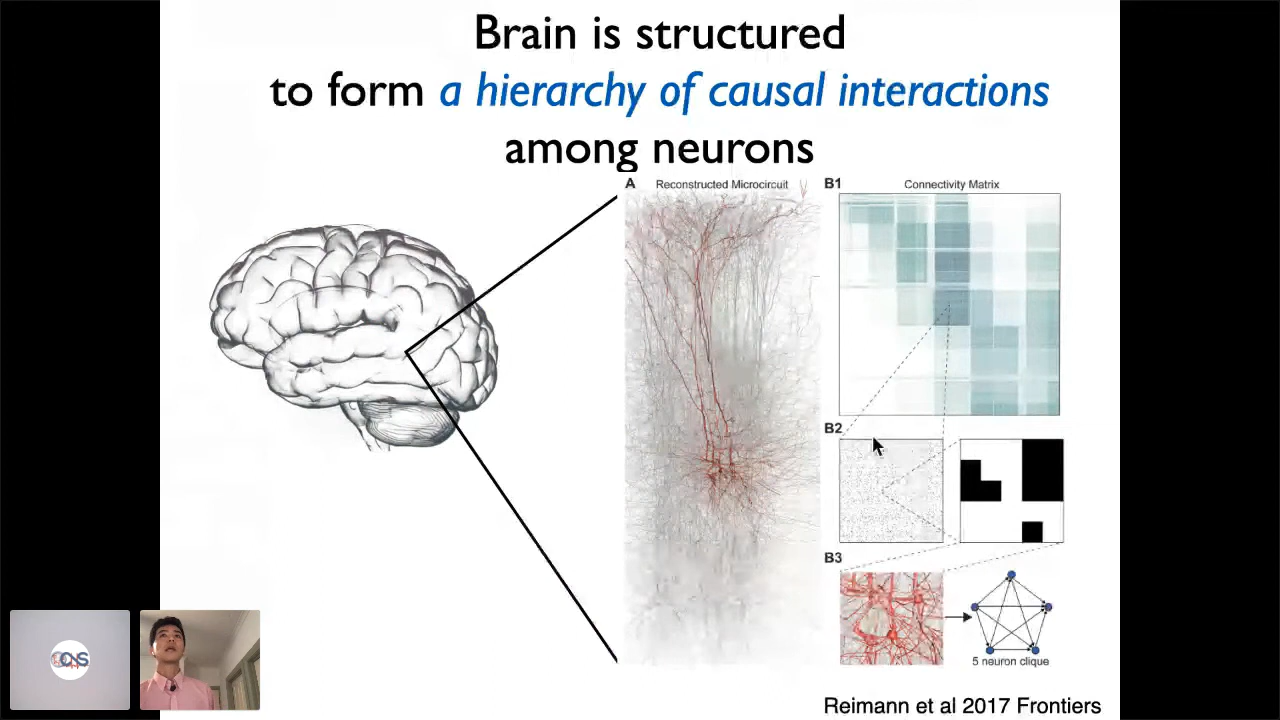 Brain is structured
to form a hierarchy of causal interactions
among neurons
A Reconstructed Microcircuit
B1 Connectivity Matrix
B2
B3
5 neuron clique
Reimann et al 2017 Frontiers